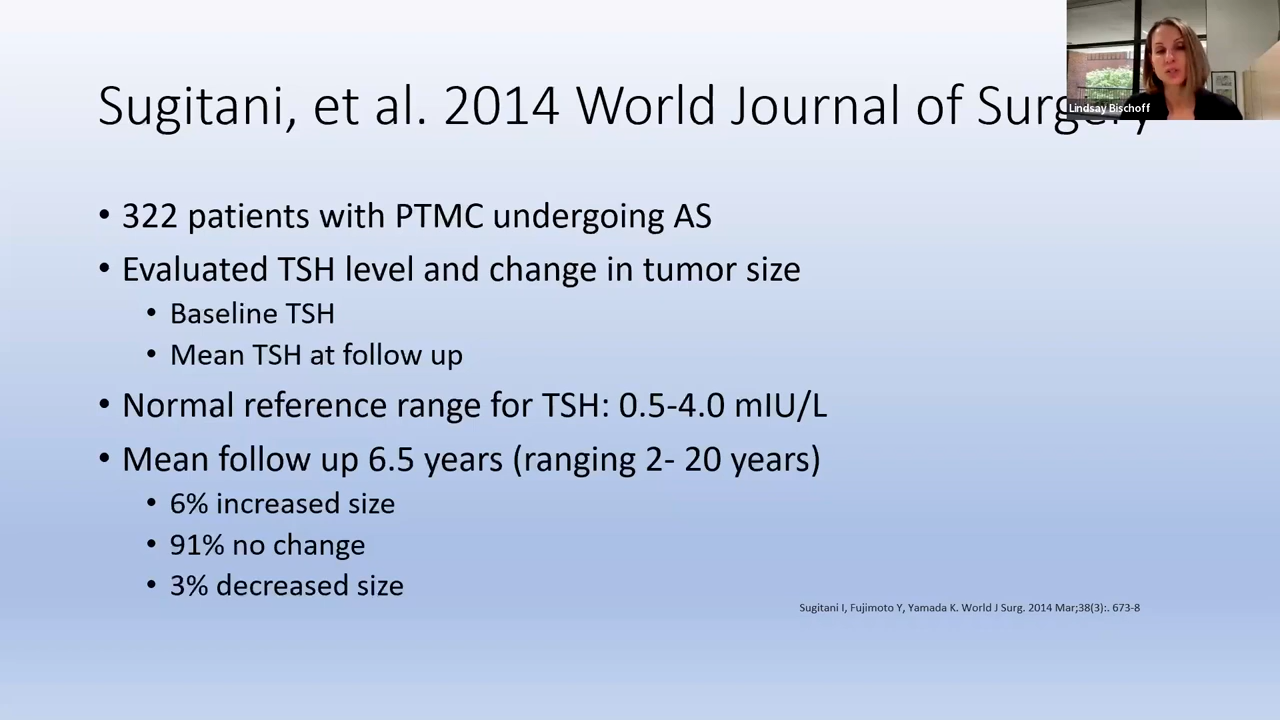 Sugitani, et al. 2014 World Journal of Surgery
Lindsay Bischoff
• 322 patients with PTMC undergoing AS
• Evaluated TSH level and change in tumor size
• Baseline TSH
• Mean TSH at follow up
• Normal reference range for TSH: 0.5-4.0 mIU/L
• Mean follow up 6.5 years (ranging 2- 20 years)
• 6% increased size
• 91% no change
• 3% decreased size
Sugitani I, Fujimoto Y, Yamada K. World J Surg. 2014 Mar;38(3):. 673-8